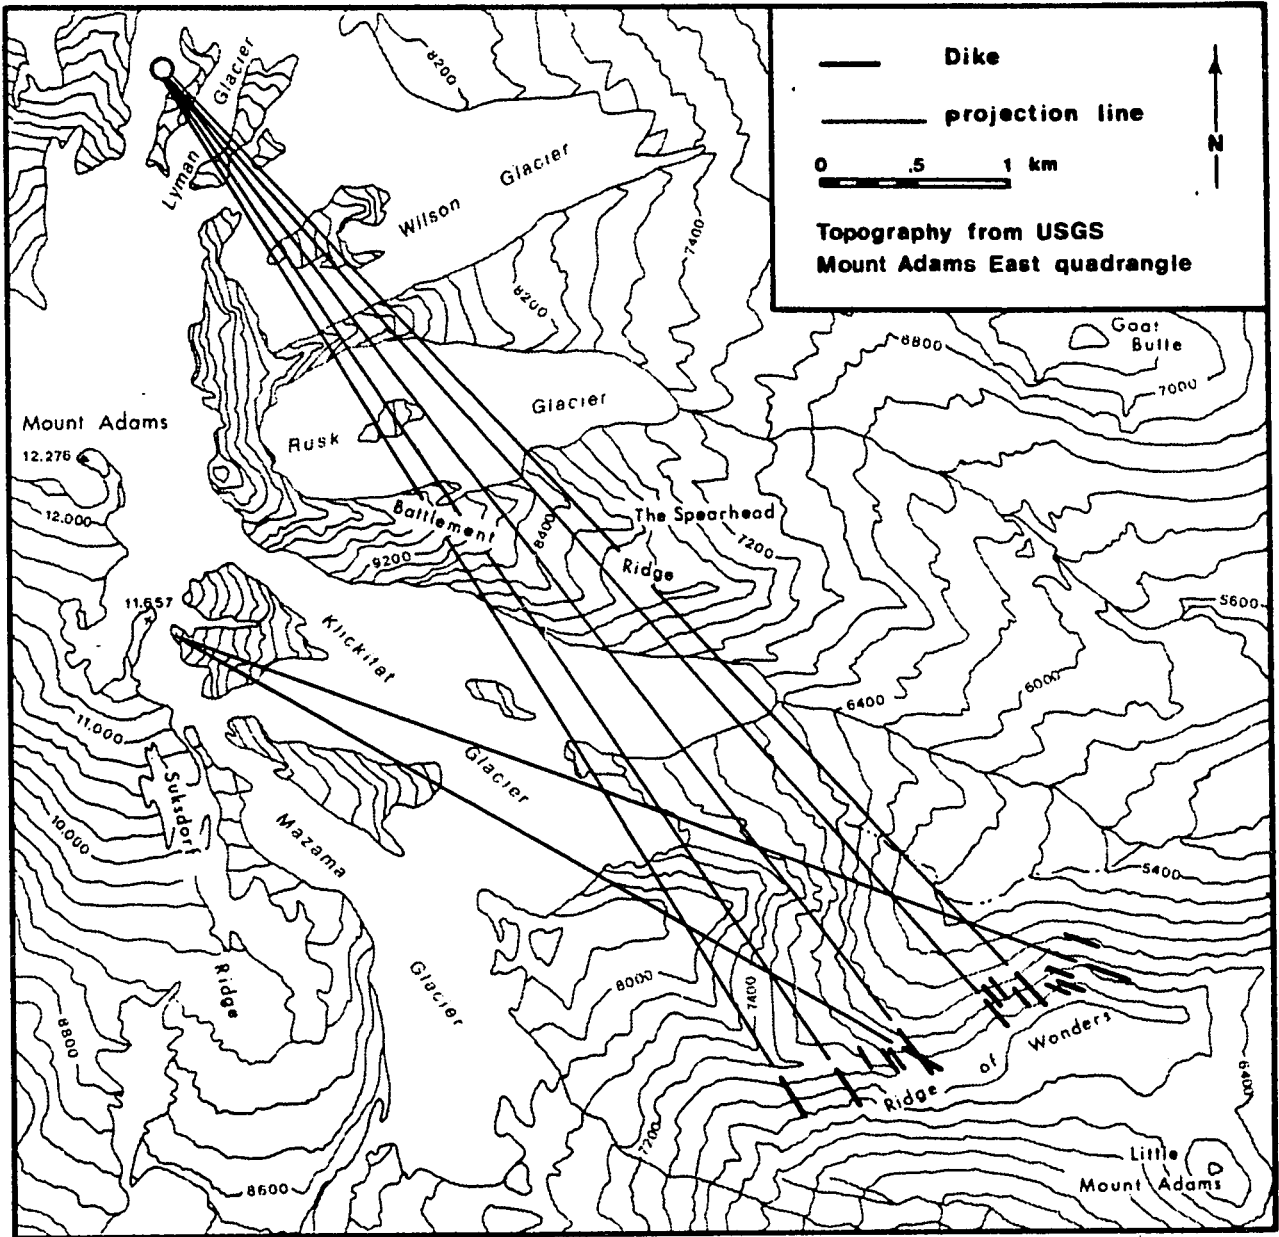 Dike
projection line
0 .5 1 km
N
Topography from USGS
Mount Adams East quadrangle
8200
Lyman Glacier
Wilson Glacier
7400
8200
Goat
Butte
8800
7000
Mount Adams
12.276
12.000
Rusk Glacier
Battlement
8400
The Spearhead
7200
Ridge
9200
5600
11.657
Klickitat
Glacier
6000
6400
11.000
Suksdorf
Ridge
10.000
Mazama
Glacier
5400
8000
7400
8800
Ridge of Wonders
6400
7200
8600
Little
Mount Adams